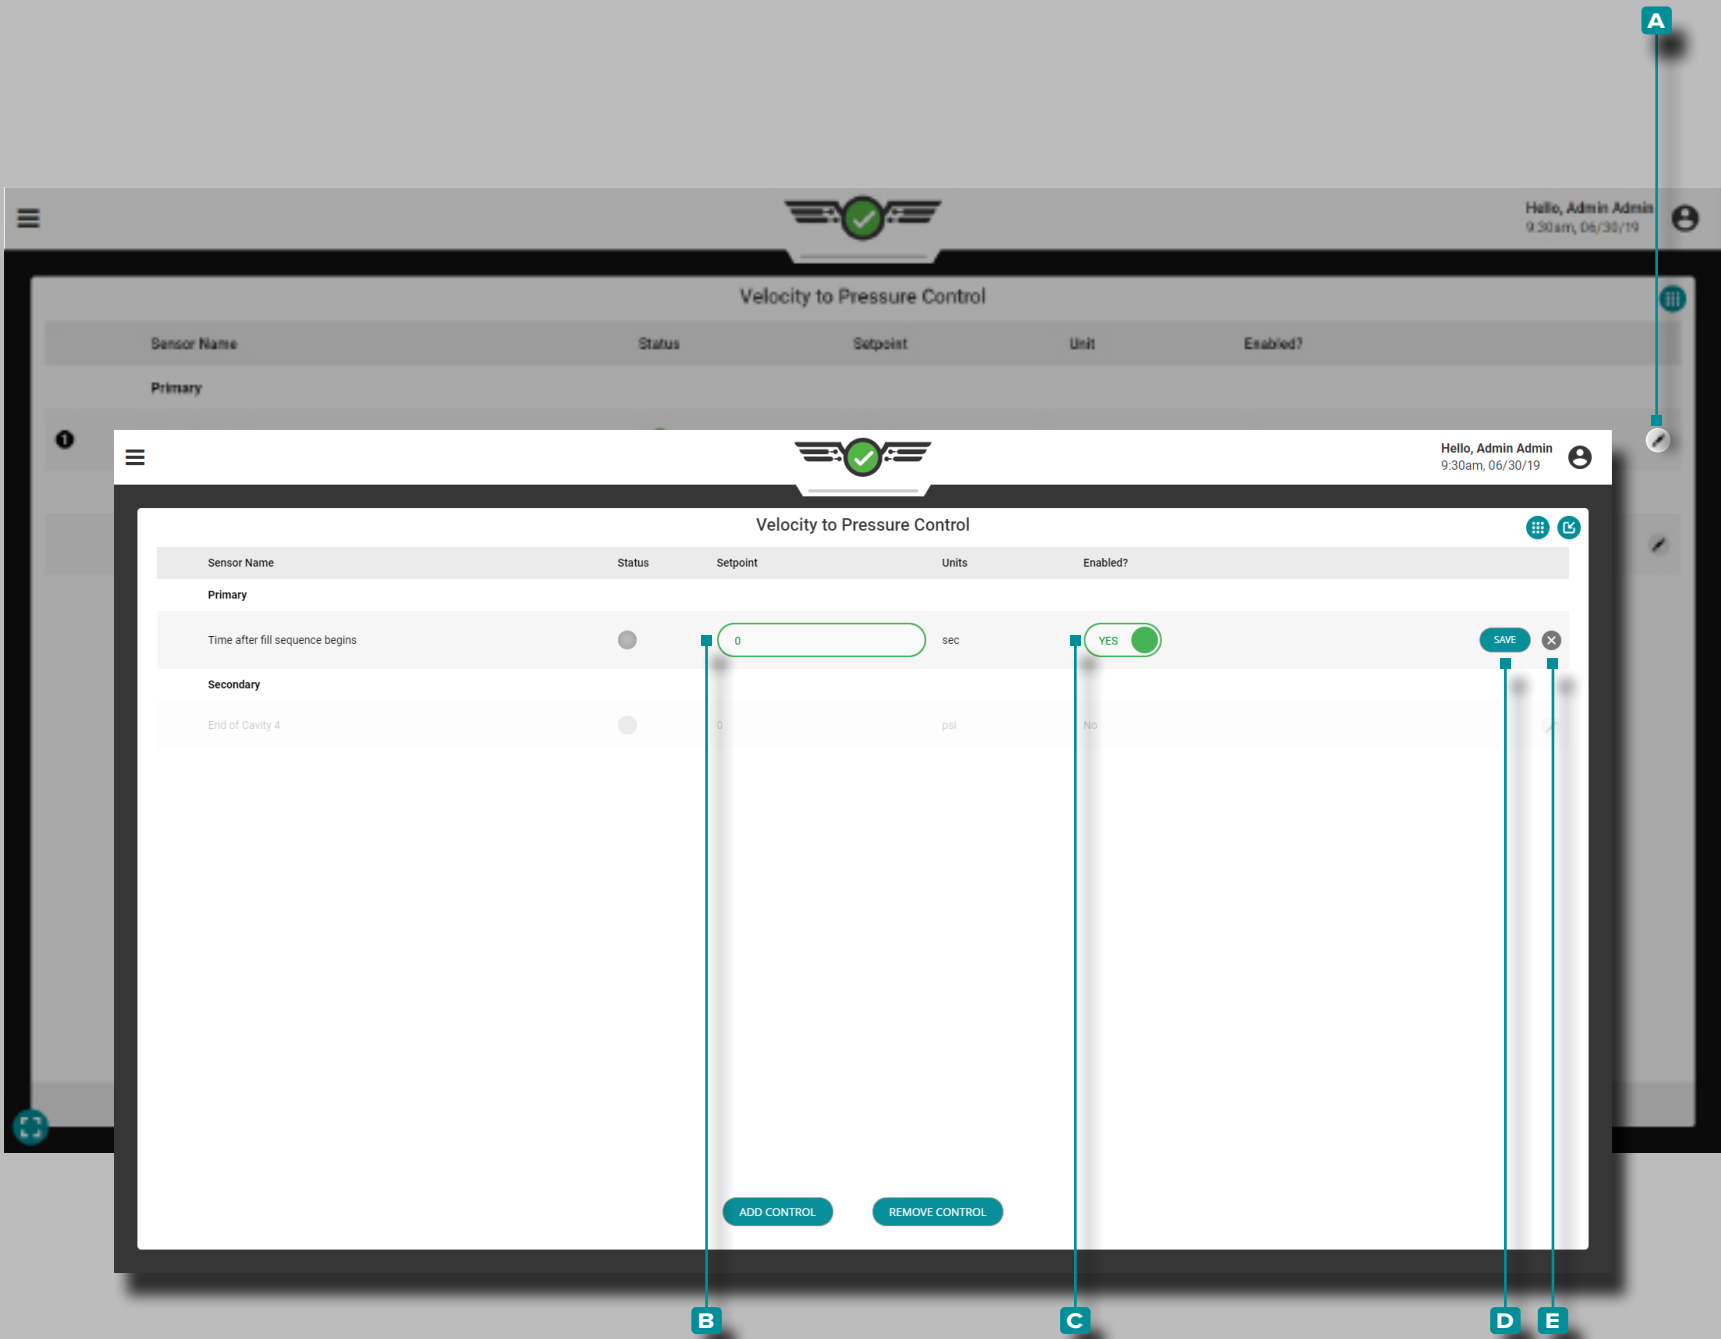 A
Hello, Admin Admin
9:30am, 06/30/19
Velocity to Pressure Control
Sensor Name Status Setpoint Unit Enabled?
Primary
1
Hello, Admin Admin
9:30am, 06/30/19
Velocity to Pressure Control
Sensor Name Status Setpoint Units Enabled?
Primary
Time after fill sequence begins 0 sec YES SAVE
Secondary
End of Cavity 4 0 psi No
ADD CONTROL REMOVE CONTROL
B C D E